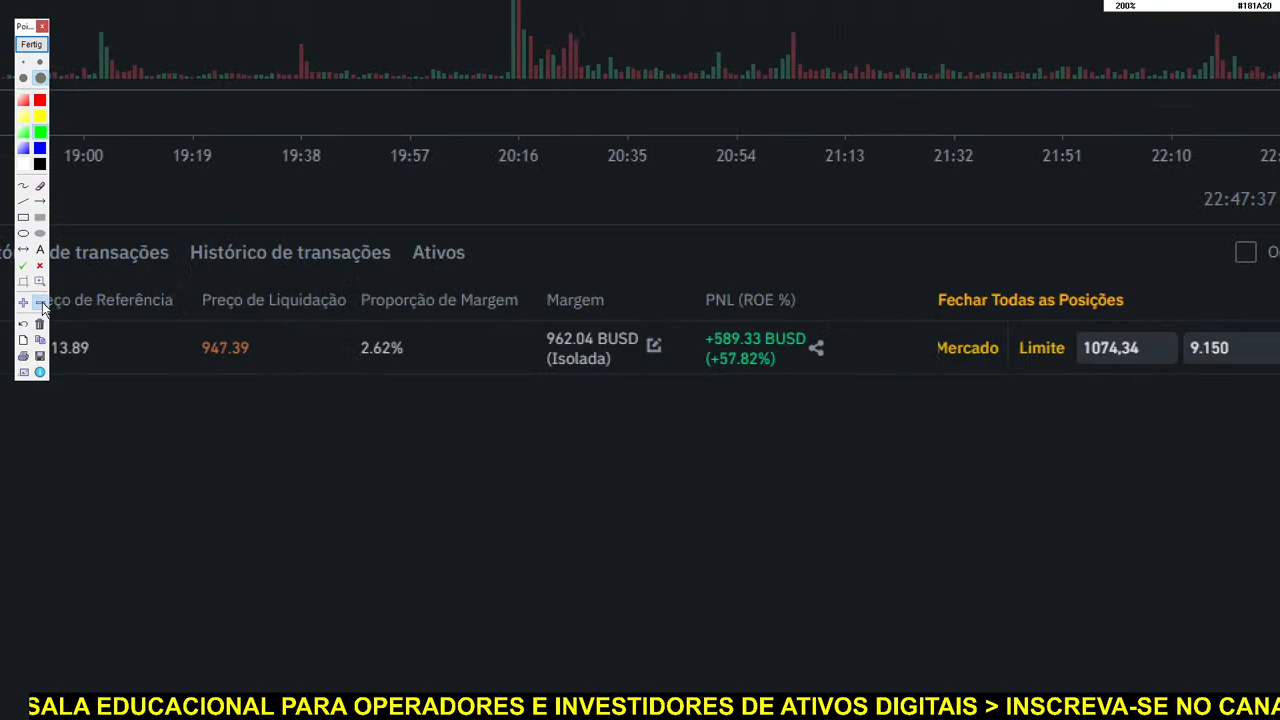 200% #181A20
Poi...
Fertig
19:00 19:19 19:38 19:57 20:16 20:35 20:54 21:13 21:32 21:51 22:10 22:
22:47:37
de transações Histórico de transações Ativos
ço de Referência Preço de Liquidação Proporção de Margem Margem PNL (ROE %) Fechar Todas as Posições
13.89 947.39 2.62% 962.04 BUSD (Isolada) +589.33 BUSD (+57.82%) Mercado Limite 1074,34 9.150
SALA EDUCACIONAL PARA OPERADORES E INVESTIDORES DE ATIVOS DIGITAIS > INSCREVA-SE NO CANA